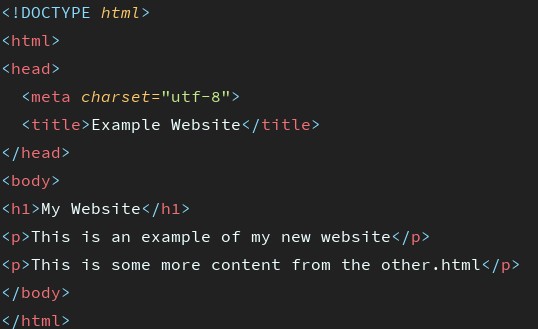 <!DOCTYPE html>
<html>
<head>
  <meta charset="utf-8">
  <title>Example Website</title>
</head>
<body>
<h1>My Website</h1>
<p>This is an example of my new website</p>
<p>This is some more content from the other.html</p>
</body>
</html>